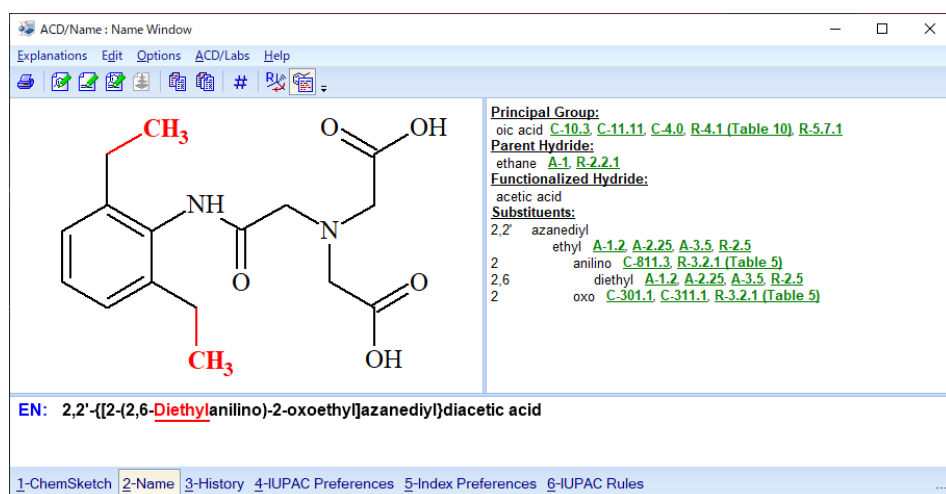 ACD/Name : Name Window
Explanations Edit Options ACD/Labs Help
#
CH3
O
OH
NH
N
O
O
CH3
OH
Principal Group:
oic acid C-10.3, C-11.11, C-4.0, R-4.1 (Table 10), R-5.7.1
Parent Hydride:
ethane A-1, R-2.2.1
Functionalized Hydride:
acetic acid
Substituents:
2,2' azanediyl
ethyl A-1.2, A-2.25, A-3.5, R-2.5
2 anilino C-811.3, R-3.2.1 (Table 5)
2,6 diethyl A-1.2, A-2.25, A-3.5, R-2.5
2 oxo C-301.1, C-311.1, R-3.2.1 (Table 5)
EN: 2,2'-{[2-(2,6-Diethylanilino)-2-oxoethyl]azanediyl}diacetic acid
1-ChemSketch 2-Name 3-History 4-IUPAC Preferences 5-Index Preferences 6-IUPAC Rules ...